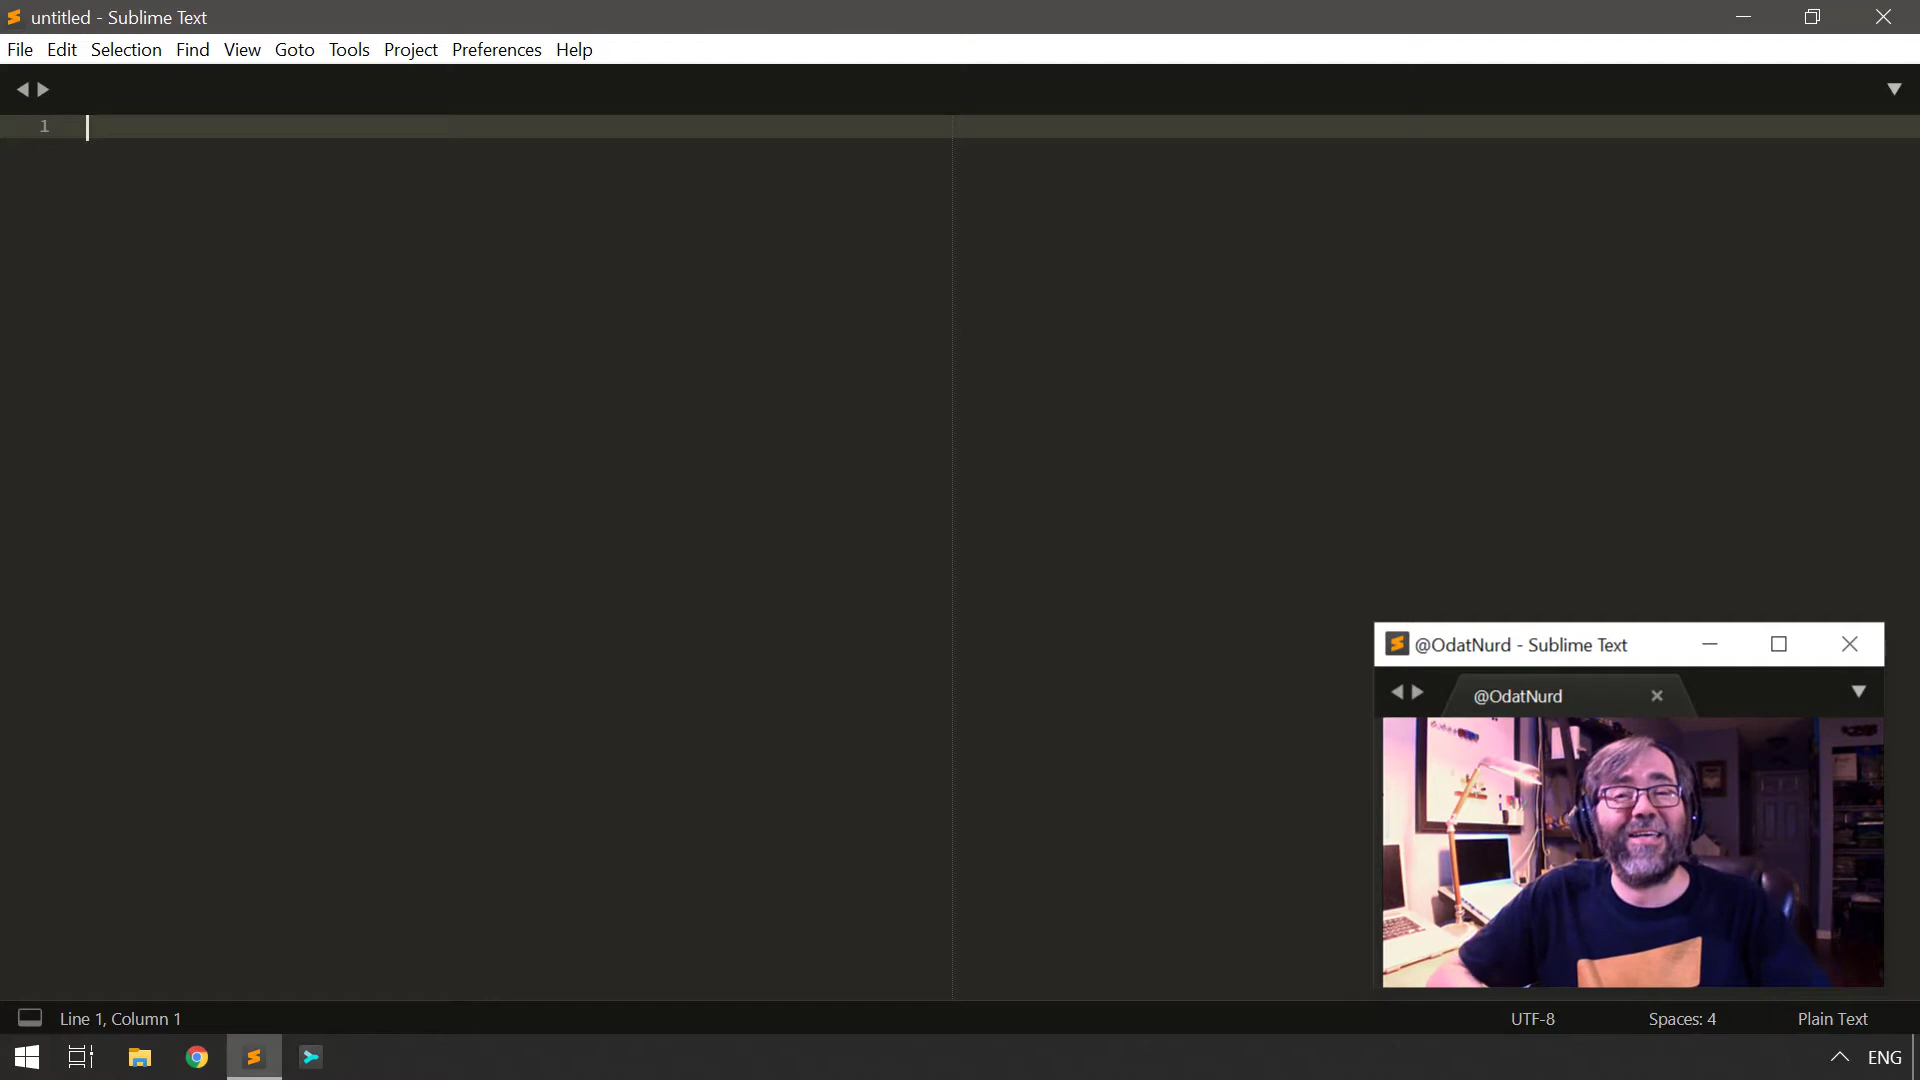 untitled - Sublime Text
File Edit Selection Find View Goto Tools Project Preferences Help
1
@OdatNurd - Sublime Text
@OdatNurd
Line 1, Column 1
UTF-8
Spaces: 4
Plain Text
ENG